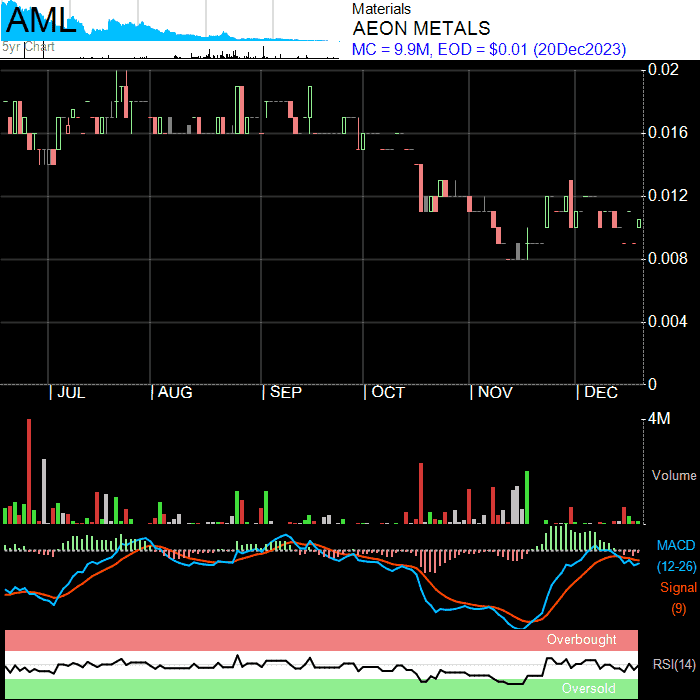 AML
5yr Chart
Materials
AEON METALS
MC = 9.9M, EOD = $0.01 (20Dec2023)
0.02
0.016
0.012
0.008
0.004
0
JUL
AUG
SEP
OCT
NOV
DEC
4M
Volume
MACD
(12-26)
Signal
(9)
Overbought
RSI(14)
Oversold